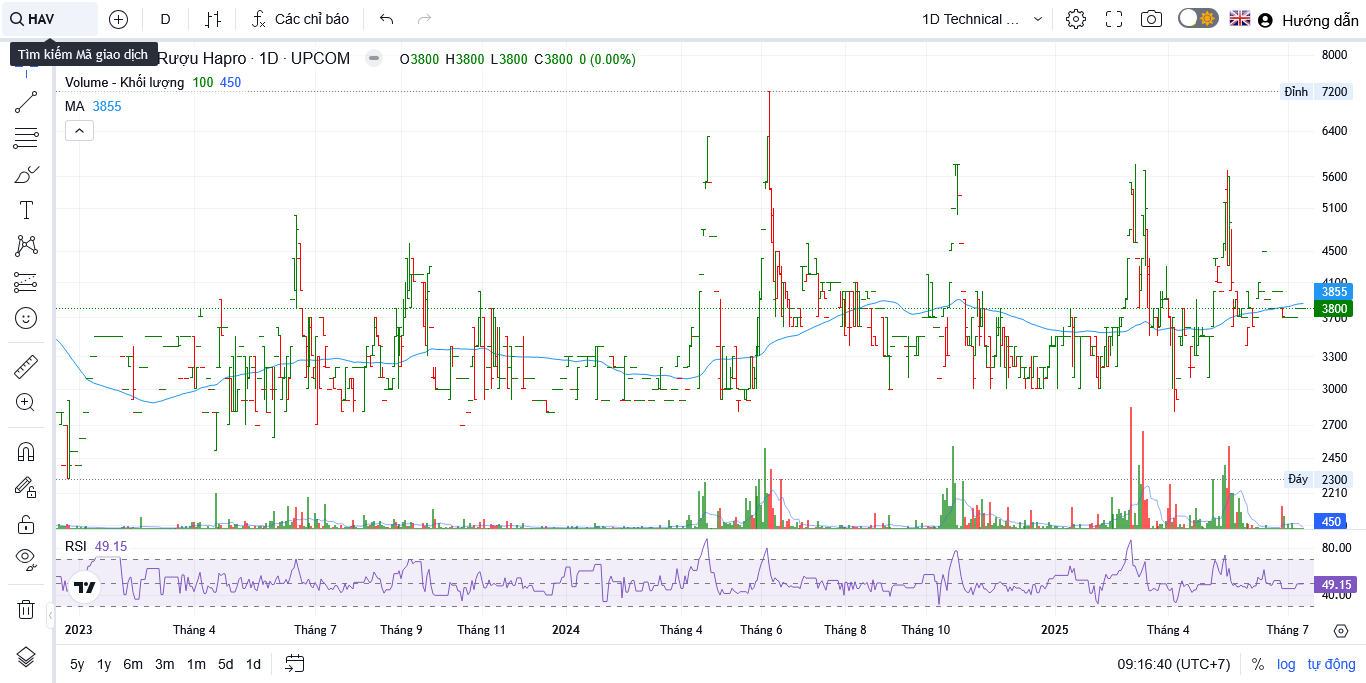 HAV D Các chỉ báo 1D Technical ... Hướng dẫn
Tìm kiếm Mã giao dịch
Rượu Hapro · 1D · UPCOM O3800 H3800 L3800 C3800 0 (0.00%)
Volume - Khối lượng 100 450
MA 3855
8000
Đỉnh 7200
6400
5600
5100
4500
4100
3855
3800
3700
3300
3000
2700
2450
Đáy 2300
2210
450
RSI 49.15
80.00
49.15
40.00
2023 Tháng 4 Tháng 7 Tháng 9 Tháng 11 2024 Tháng 4 Tháng 6 Tháng 8 Tháng 10 2025 Tháng 4 Tháng 7
5y 1y 6m 3m 1m 5d 1d 09:16:40 (UTC+7) % log tự động